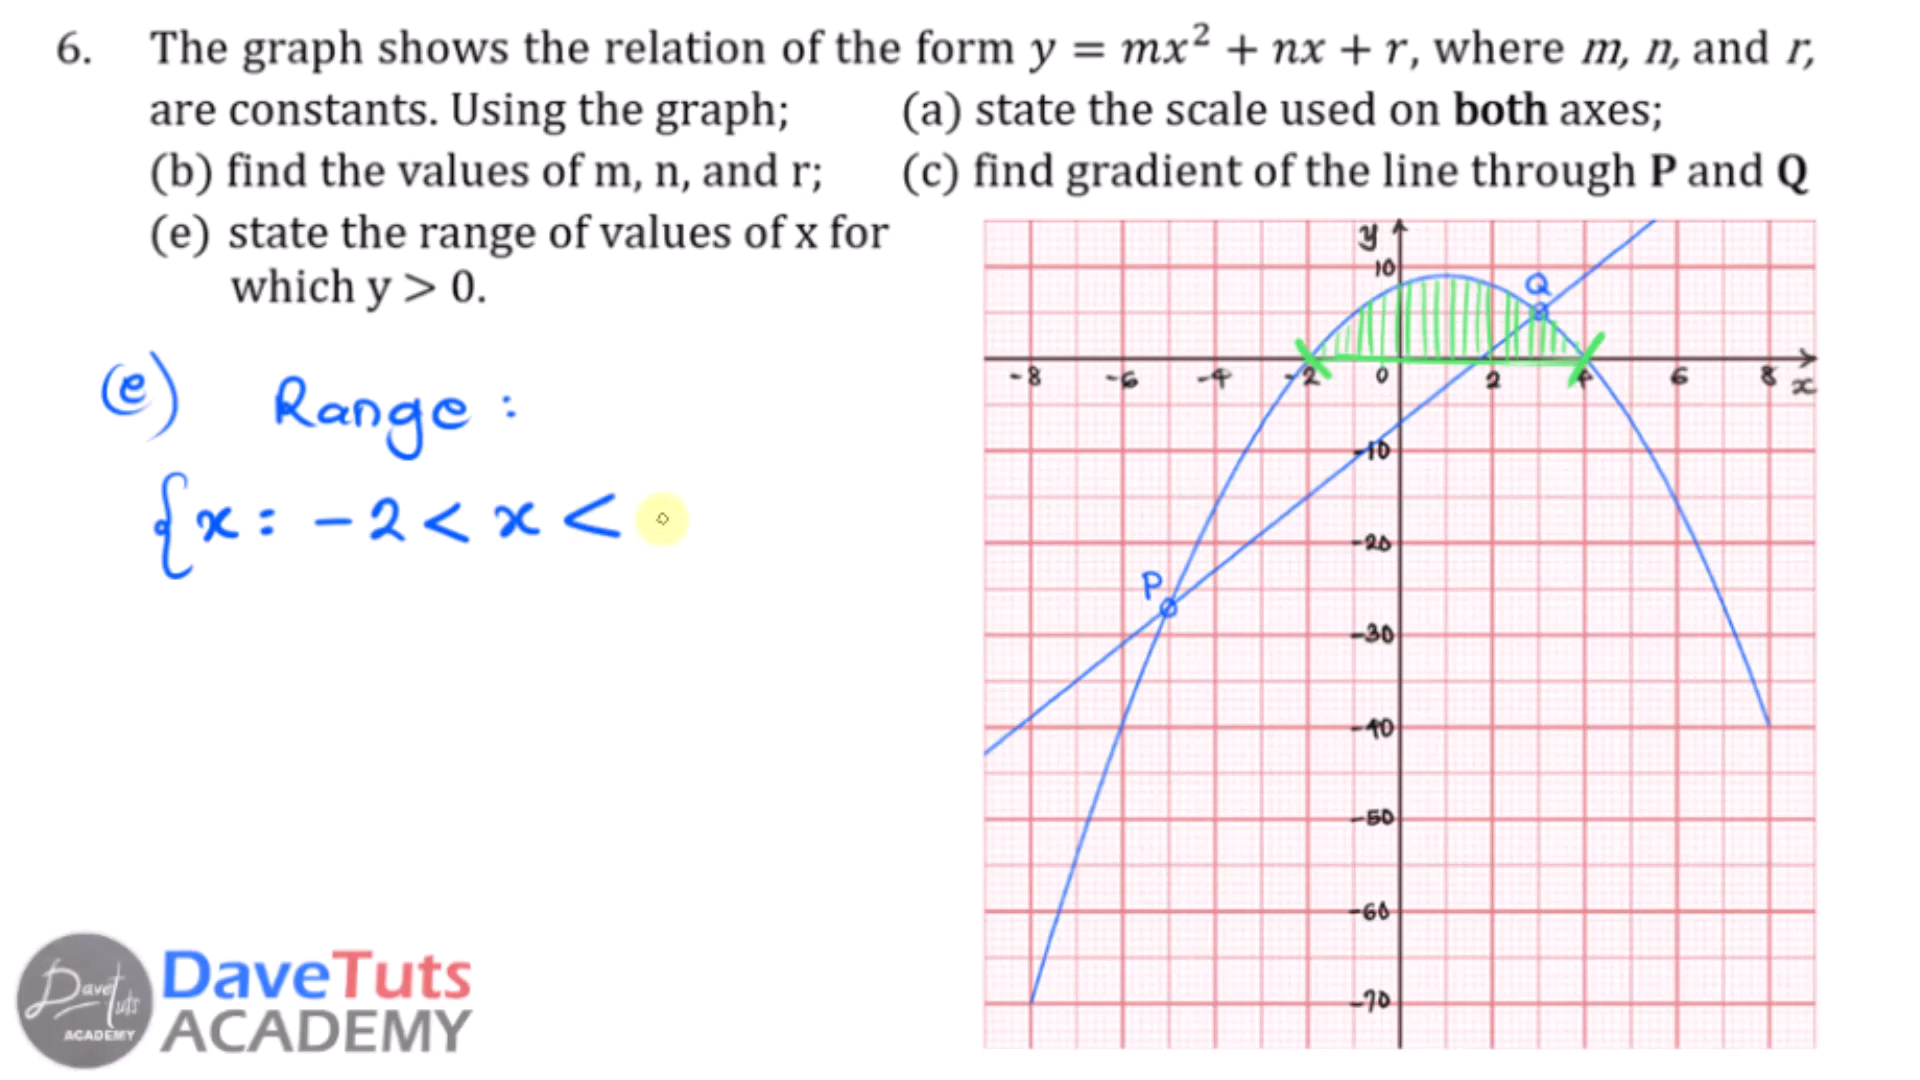 6. The graph shows the relation of the form y = mx² + nx + r, where m, n, and r,
are constants. Using the graph; (a) state the scale used on both axes;
(b) find the values of m, n, and r; (c) find gradient of the line through P and Q
(e) state the range of values of x for
which y > 0.
(e) Range :
{x : -2 < x <
y
10
Q
-8 -6 -4 -2 0 2 4 6 8 x
-10
-20
P
-30
-40
-50
-60
-70
DaveTuts
ACADEMY
DaveTuts
ACADEMY